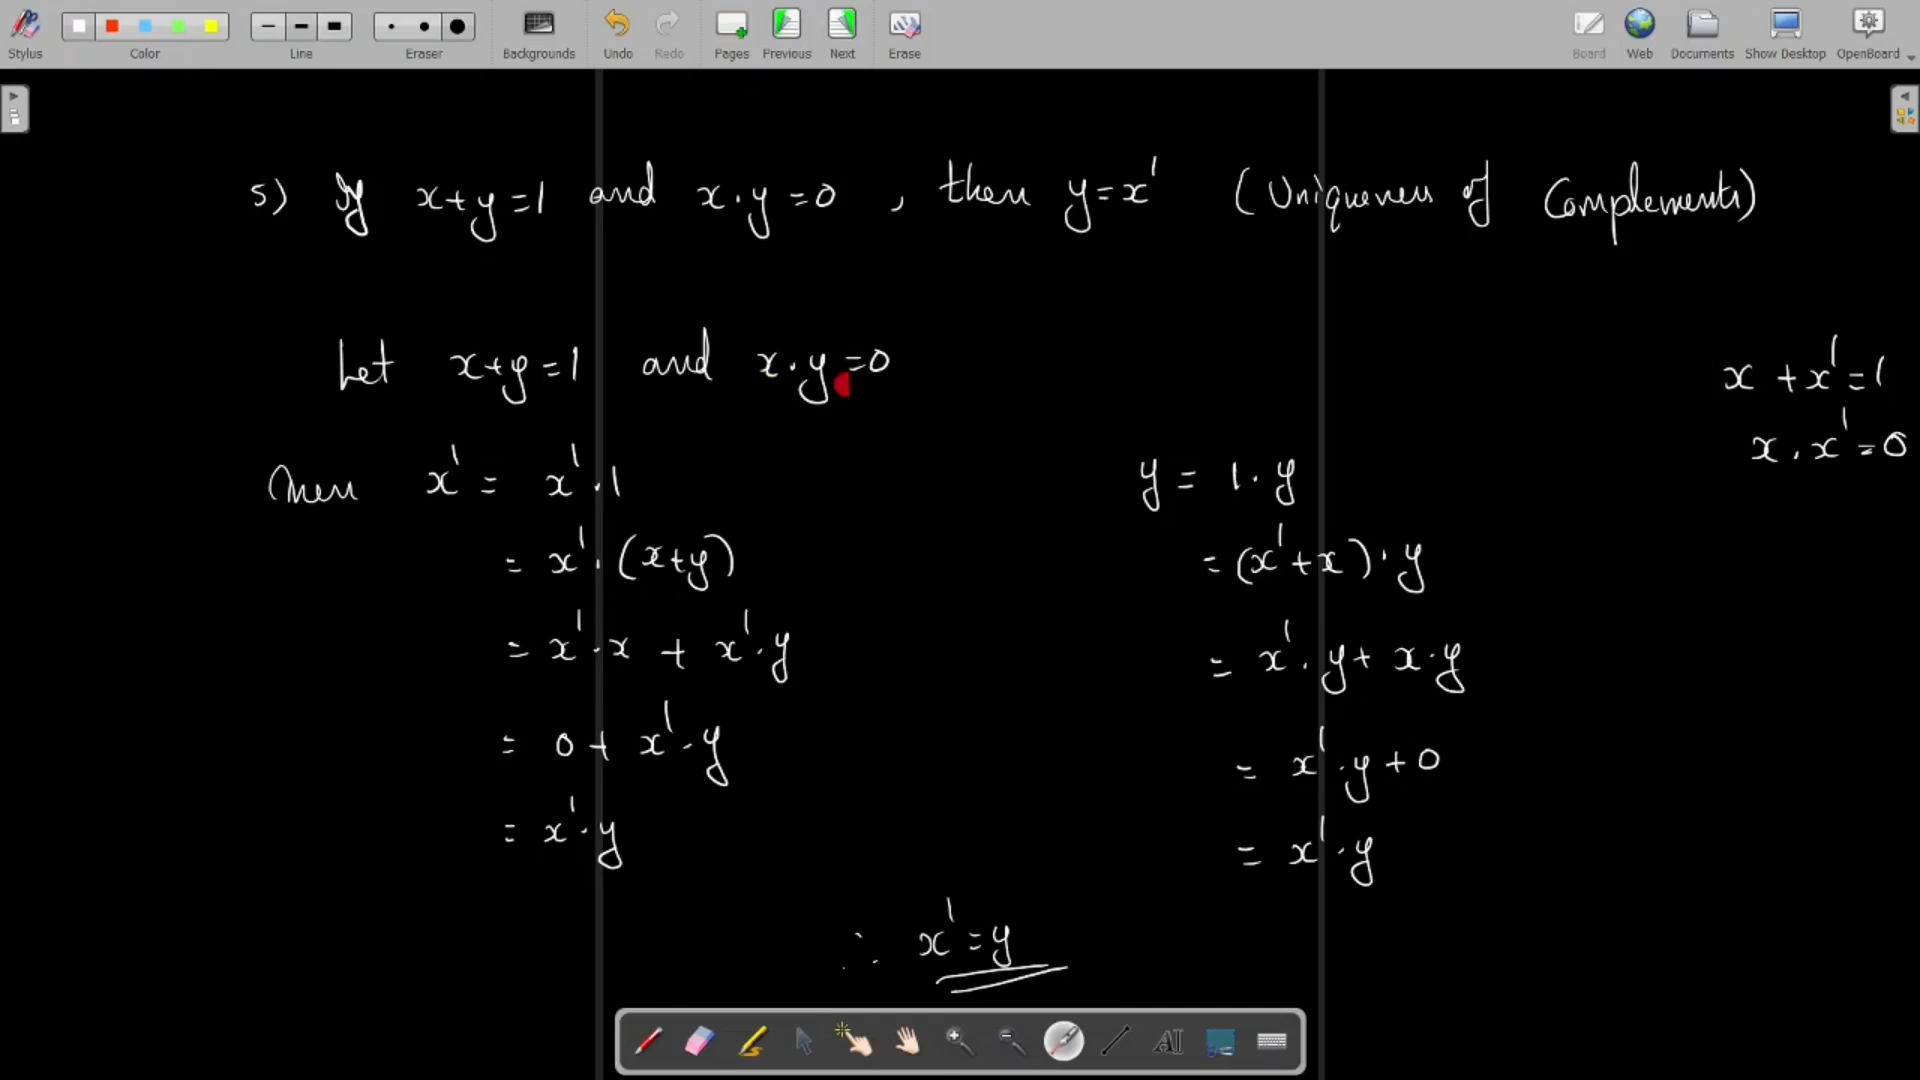 Stylus Color Line Eraser Backgrounds Undo Redo Pages Previous Next Erase Board Web Documents Show Desktop OpenBoard
5) If x+y=1 and x·y=0, then y=x' (Uniqueness of Complements)
Let x+y=1 and x·y=0
x+x'=1
x·x'=0
Then x' = x'·1
= x'·(x+y)
= x'·x + x'·y
= 0+ x'·y
= x'·y
y = 1·y
= (x'+x)·y
= x'·y+ x·y
= x'·y+0
= x'·y
∴ x'=y
AI